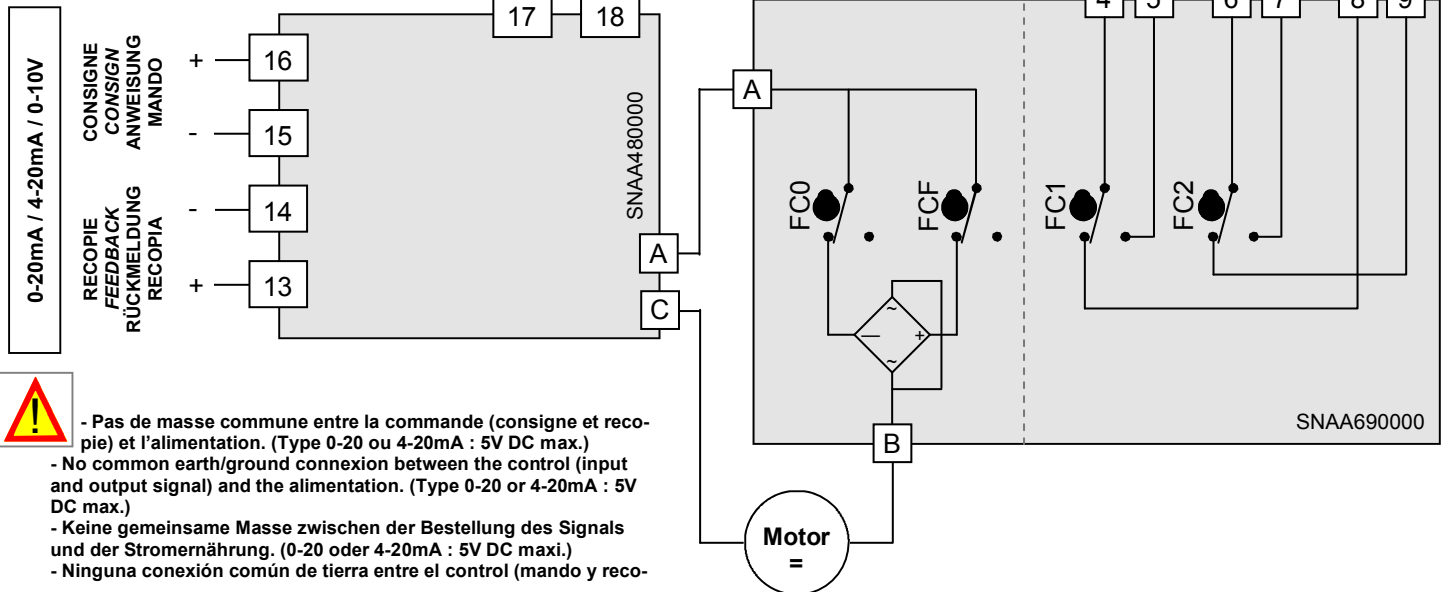 17 18
4 5 6 7 8 9
0-20mA / 4-20mA / 0-10V
CONSIGNE
CONSIGN
ANWEISUNG
MANDO
+ 16
- 15
RECOPIE
FEEDBACK
RÜCKMELDUNG
RECOPIA
- 14
+ 13
SNAA480000
A
C
A
FC0
FCF
FC1
FC2
~
— +
~
SNAA690000
B
Motor
=
!
- Pas de masse commune entre la commande (consigne et reco-
pie) et l'alimentation. (Type 0-20 ou 4-20mA : 5V DC max.)
- No common earth/ground connexion between the control (input
and output signal) and the alimentation. (Type 0-20 or 4-20mA : 5V
DC max.)
- Keine gemeinsame Masse zwischen der Bestellung des Signals
und der Stromernährung. (0-20 oder 4-20mA : 5V DC maxi.)
- Ninguna conexión común de tierra entre el control (mando y reco-